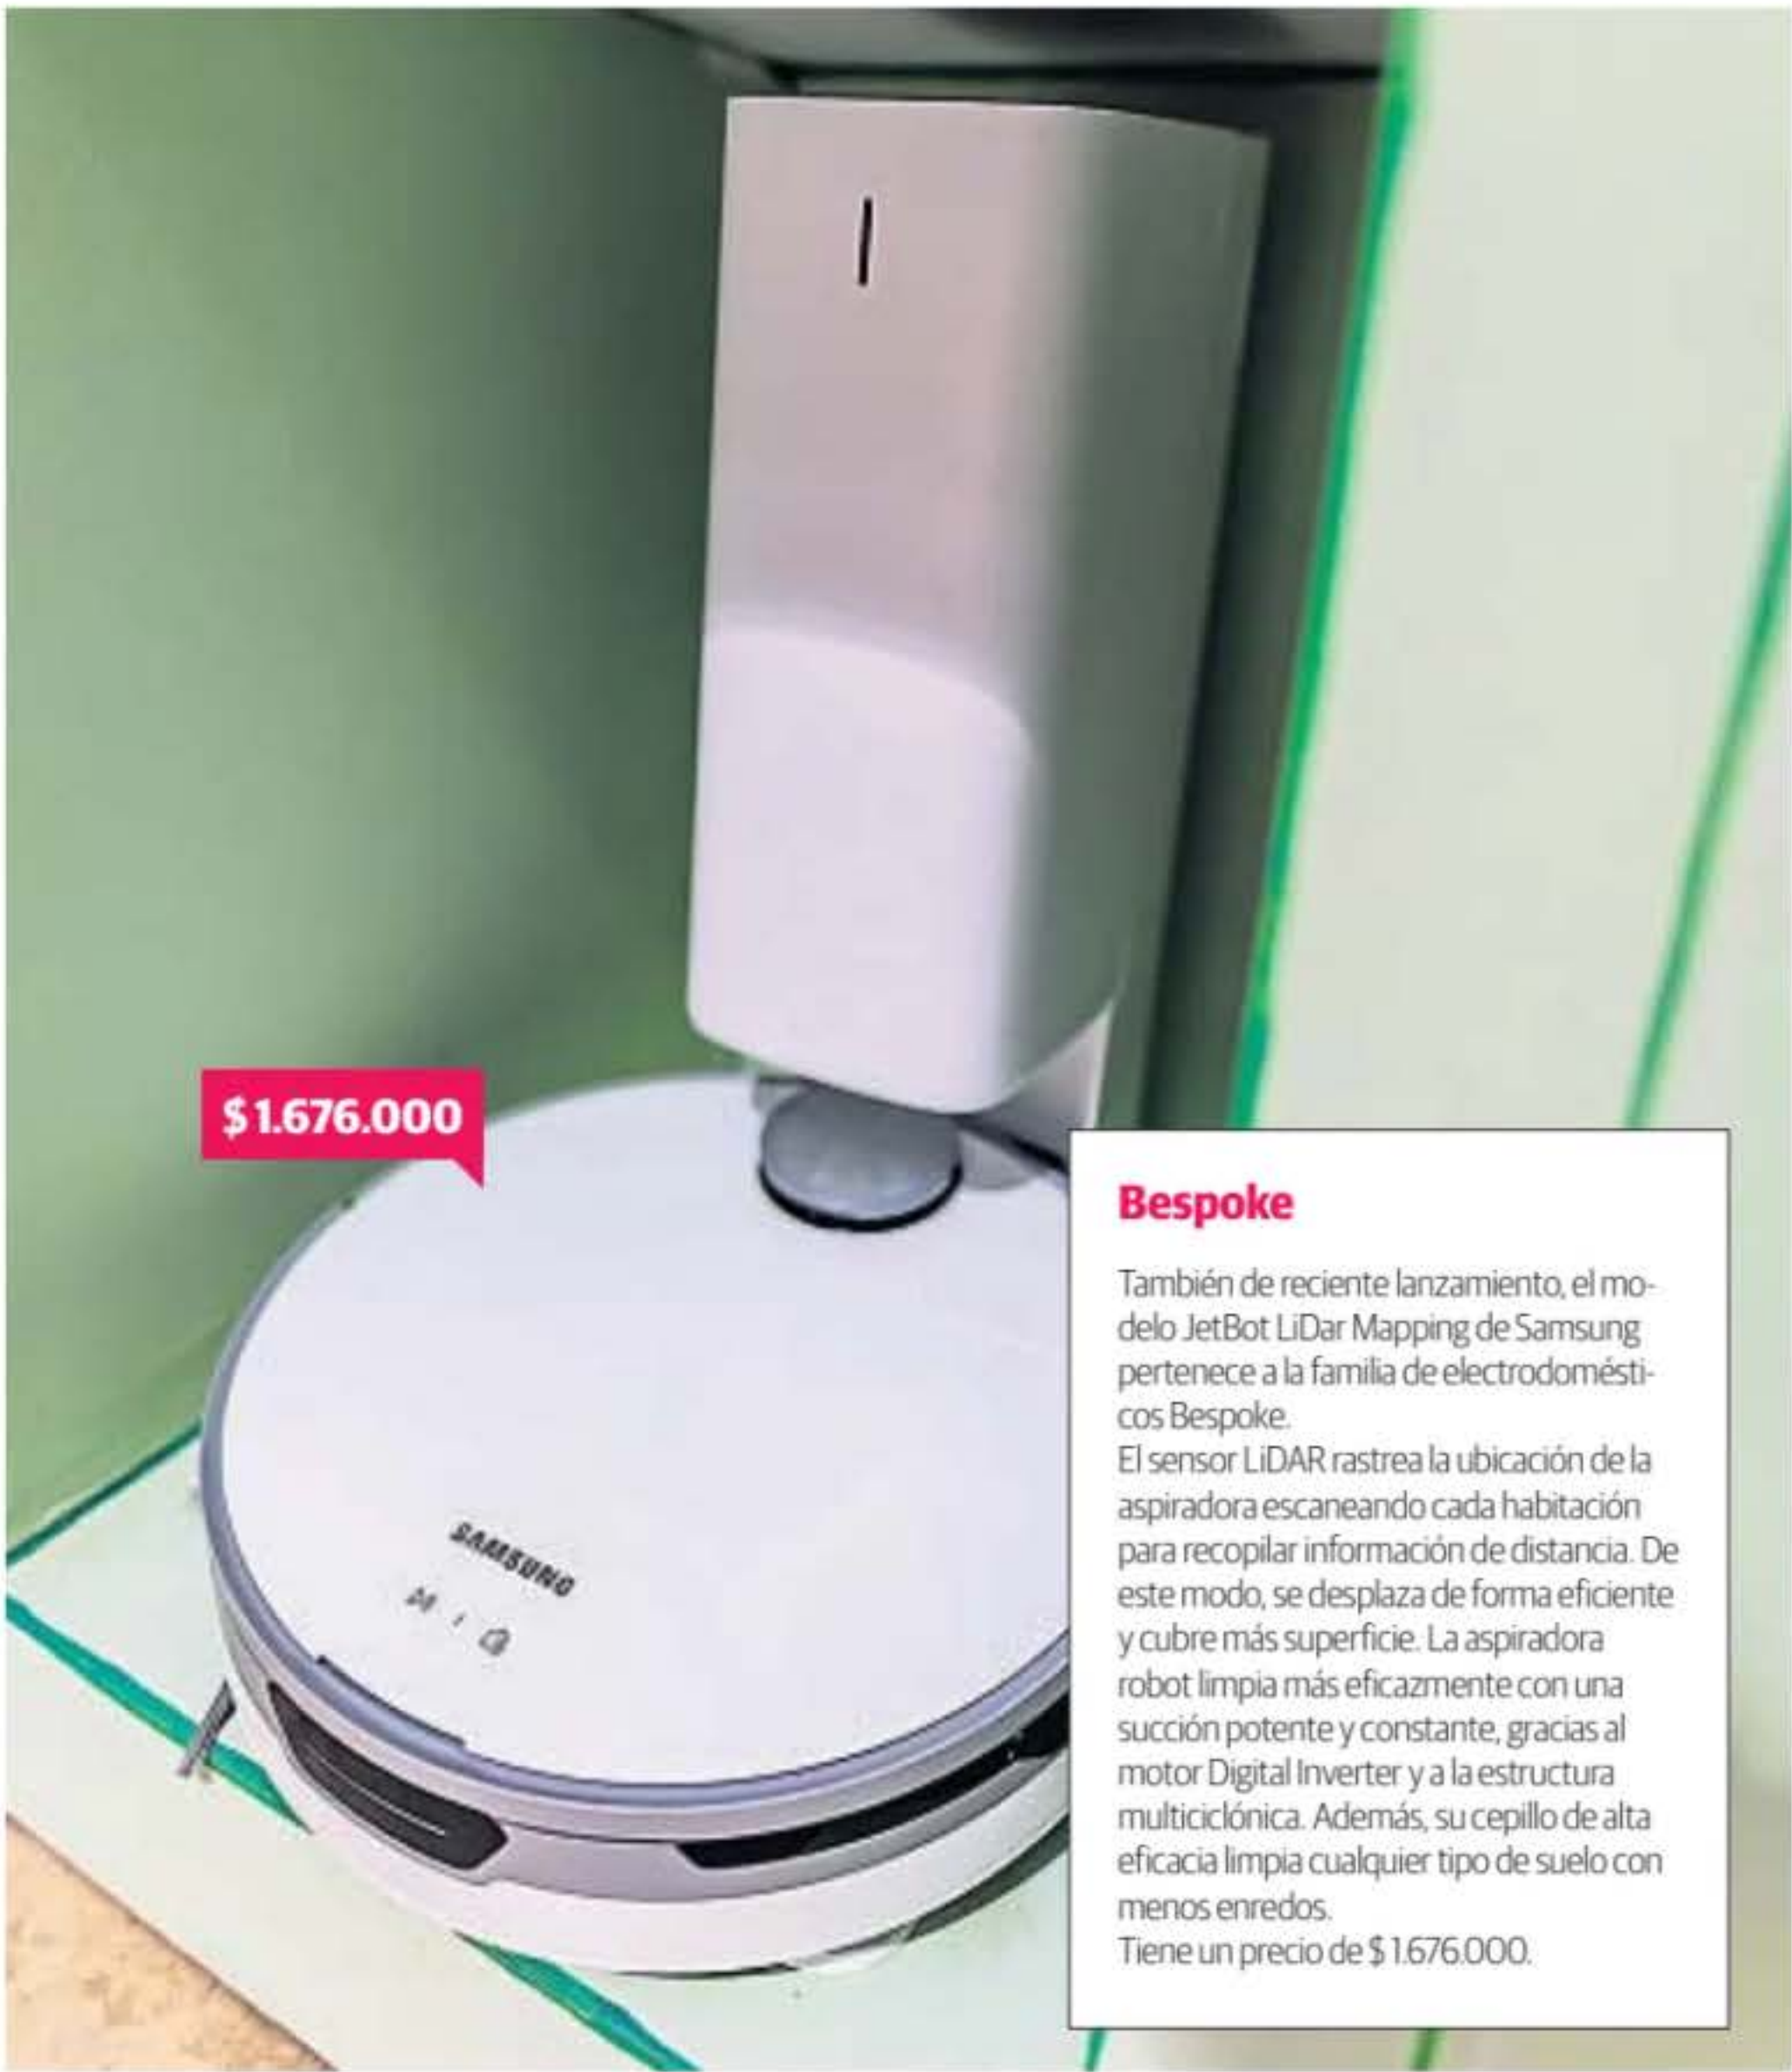 $ 1.676.000
SAMSUNG
Bespoke
También de reciente lanzamiento, el mo-
delo JetBot LiDar Mapping de Samsung
pertenece a la familia de electrodomésti-
cos Bespoke.
El sensor LiDAR rastrea la ubicación de la
aspiradora escaneando cada habitación
para recopilar información de distancia. De
este modo, se desplaza de forma eficiente
y cubre más superficie. La aspiradora
robot limpia más eficazmente con una
succión potente y constante, gracias al
motor Digital Inverter y a la estructura
multiciclónica. Además, su cepillo de alta
eficacia limpia cualquier tipo de suelo con
menos enredos.
Tiene un precio de $ 1.676.000.